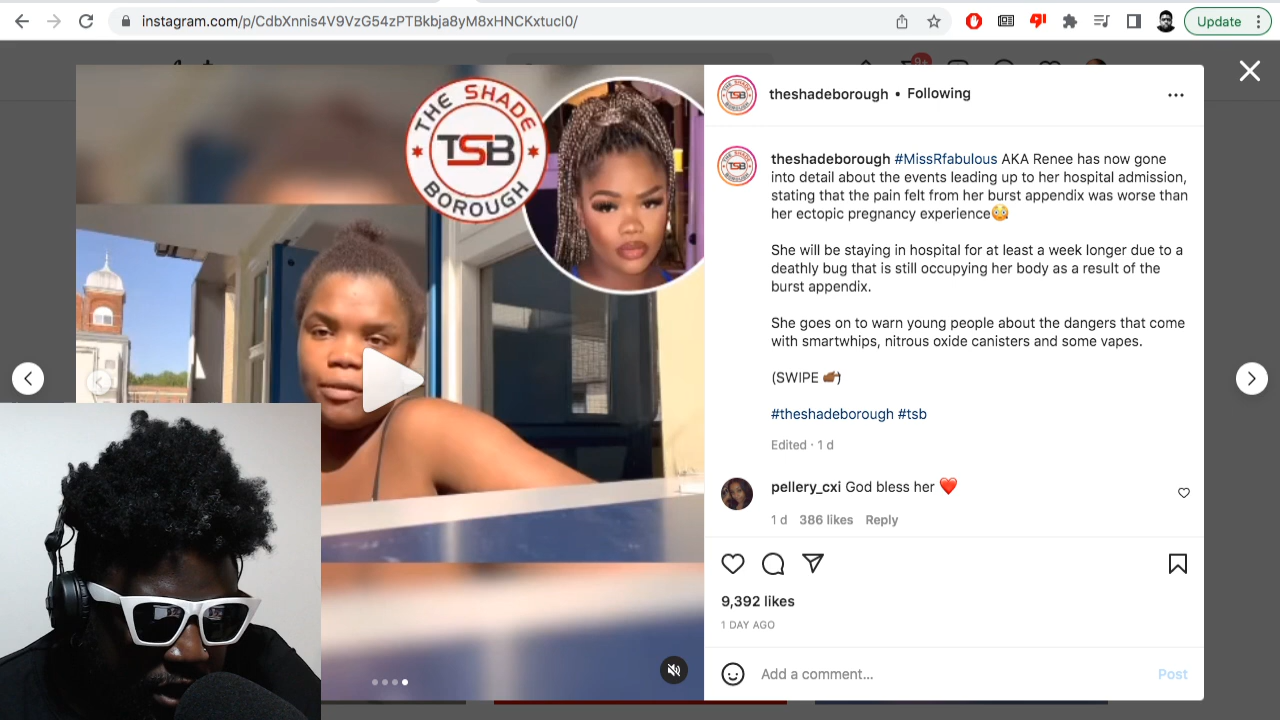 instagram.com/p/CdbXnnis4V9VzG54zPTBkbja8yM8xHNCKxtucI0/
Update
9+
THE SHADE
TSB
BOROUGH
theshadeborough • Following
theshadeborough #MissRfabulous AKA Renee has now gone
into detail about the events leading up to her hospital admission,
stating that the pain felt from her burst appendix was worse than
her ectopic pregnancy experience😳
She will be staying in hospital for at least a week longer due to a
deathly bug that is still occupying her body as a result of the
burst appendix.
She goes on to warn young people about the dangers that come
with smartwhips, nitrous oxide canisters and some vapes.
(SWIPE 👉🏾)
#theshadeborough #tsb
Edited · 1 d
pellery_cxi God bless her ❤️
1 d 386 likes Reply
9,392 likes
1 DAY AGO
Add a comment...
Post